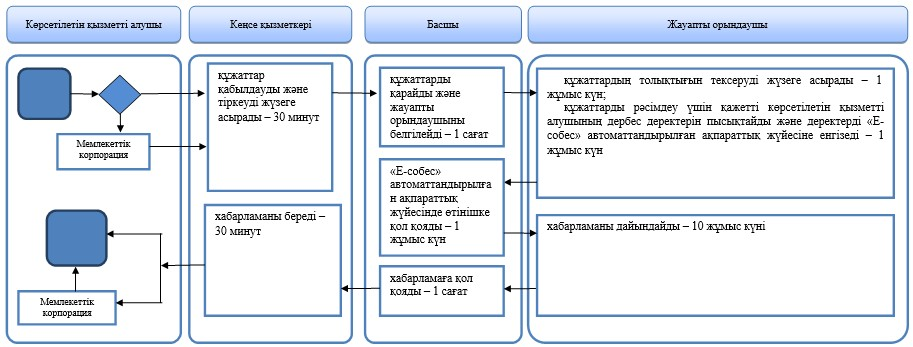 Көрсетілетін қызметті алушы
Кеңсе қызметкері
Басшы
Жауапты орындаушы
Мемлекеттік
корпорация
құжаттар
қабылдауды және
тіркеуді жүзеге
асырады – 30 минут
құжаттарды
қарайды және
жауапты
орындаушыны
белгілейді – 1 сағат
құжаттардың толықтығын тексеруді жүзеге асырады – 1
жұмыс күн;
құжаттарды рәсімдеу үшін қажетті көрсетілетін қызметті
алушының дербес деректерін пысықтайды және деректерді «Е-
собес» автоматтандырылған ақпараттық жүйесіне енгізеді – 1
жұмыс күн
«Е-собес»
автоматтандырылға
н ақпараттық
жүйесінде өтінішке
қол қояды – 1
жұмыс күн
хабарламаны береді –
30 минут
хабарламаны дайындайды – 10 жұмыс күні
хабарламаға қол
қояды – 1 сағат
Мемлекеттік
корпорация